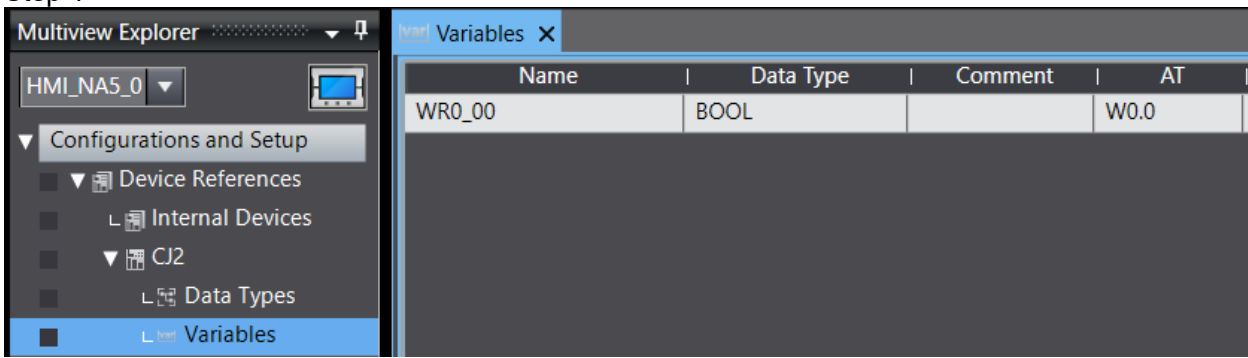 Multiview Explorer
HMI_NA5_0
Configurations and Setup
Device References
Internal Devices
CJ2
Data Types
Variables
Variables
Name Data Type Comment AT
WR0_00 BOOL W0.0